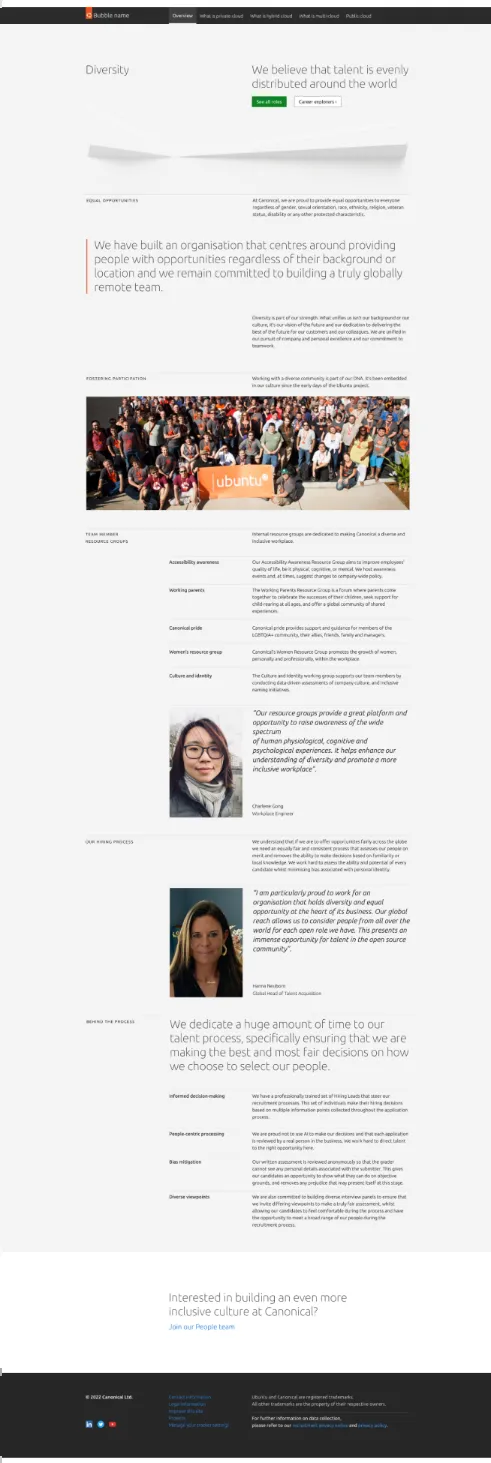 Bubble name
Overview
What is private cloud
What is hybrid cloud
What is multi cloud
Public cloud
Diversity
We believe that talent is evenly
distributed around the world
See all roles
Career explorers ›
EQUAL OPPORTUNITIES
At Canonical, we are proud to provide equal opportunities to everyone
regardless of gender, sexual orientation, race, ethnicity, religion, veteran
status, disability or any other protected characteristic.
We have built an organisation that centres around providing
people with opportunities regardless of their background or
location and we remain committed to building a truly globally
remote team.
Diversity is part of our strength. What unifies us isn't our background or our
culture, it's our vision of the future and our dedication to delivering the
best of the future for our customers and our colleagues. We are unified in
our pursuit of company and personal excellence and our commitment to
teamwork.
FOSTERING PARTICIPATION
Working with a diverse community is part of our DNA. It's been embedded
in our culture since the early days of the Ubuntu project.
ubuntu
TEAM MEMBER
RESOURCE GROUPS
Internal resource groups are dedicated to making Canonical a diverse and
inclusive workplace.
Accessibility awareness
Our Accessibility Awareness Resource Group aims to improve employees'
quality of life, be it physical, cognitive, or mental. We host awareness
events and, at times, suggest changes to company wide policy.
Working parents
The Working Parents Resource Group is a forum where parents come
together to celebrate the successes of their children, seek support for
child rearing at all ages, and offer a global community of shared
experiences.
Canonical pride
Canonical pride provides support and guidance for members of the
LGBTQIA+ community, their allies, friends, family and managers.
Women's resource group
Canonical's Women Resource Group promotes the growth of women,
personally and professionally, within the workplace.
Culture and identity
The Culture and Identity working group supports our team members by
conducting data-driven assessments of company culture, and inclusive
naming initiatives.
"Our resource groups provide a great platform and
opportunity to raise awareness of the wide
spectrum
of human physiological, cognitive and
psychological experiences. It helps enhance our
understanding of diversity and promote a more
inclusive workplace".
Charlene Gang
Workplace Engineer
OUR HIRING PROCESS
We understand that if we are to offer opportunities fairly across the globe
we need an equally fair and consistent process that assesses our people on
merit and removes the ability to make decisions based on familiarity or
local knowledge. We work hard to assess the ability and potential of every
candidate whilst minimising bias associated with personal identity.
"I am particularly proud to work for an
organisation that holds diversity and equal
opportunity at the heart of its business. Our global
reach allows us to consider people from all over the
world for each open role we have. This presents an
immense opportunity for talent in the open source
community".
Hanna Neuborn
Global Head of Talent Acquisition
BEHIND THE PROCESS
We dedicate a huge amount of time to our
talent process, specifically ensuring that we are
making the best and most fair decisions on how
we choose to select our people.
Informed decision-making
We have a professionally trained set of Hiring Leads that steer our
recruitment processes. This set of individuals make their hiring decisions
based on multiple information points collected throughout the application
process.
People-centric processing
We are proud not to use AI to make our decisions and that each application
is reviewed by a real person in the business. We work hard to direct talent
to the right opportunity here.
Bias mitigation
Our written assessment is reviewed anonymously so that the grader
cannot see any personal details associated with the submitter. This gives
our candidates an opportunity to show what they can do on objective
grounds, and removes any prejudice that may present itself at this stage.
Diverse viewpoints
We are also committed to building diverse interview panels to ensure that
we invite differing viewpoints to make a truly fair assessment, whilst
allowing our candidates to feel comfortable during the process and have
the opportunity to meet a broad range of our people during the
recruitment process.
Interested in building an even more
inclusive culture at Canonical?
Join our People team
© 2022 Canonical Ltd.
Legal information
Improve this site
Manage your tracker settings
Ubuntu and Canonical are registered trademarks.
All other trademarks are the property of their respective owners.
For further information on data collection,
please refer to our recruitment privacy notice and privacy policy.